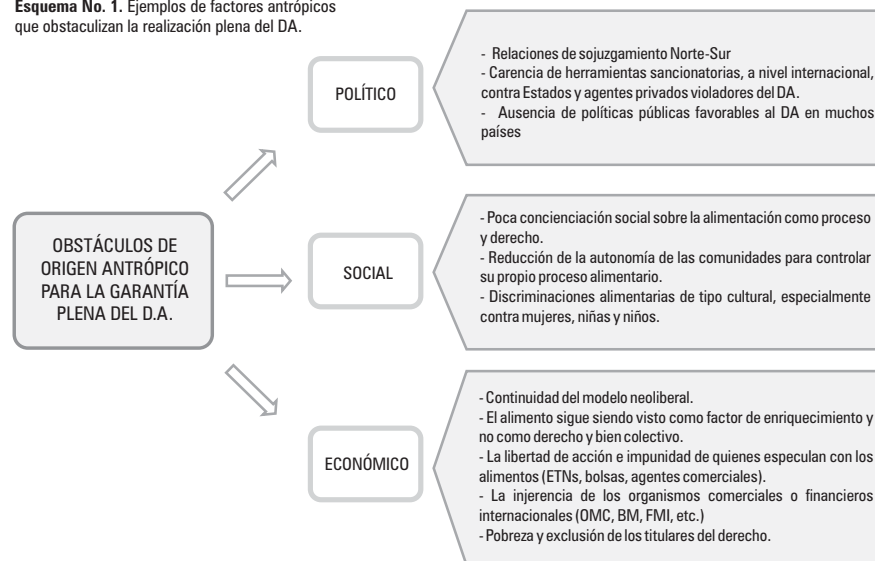 Esquema No. 1. Ejemplos de factores antrópicos
que obstaculizan la realización plena del DA.
POLÍTICO
- Relaciones de sojuzgamiento Norte-Sur
- Carencia de herramientas sancionatorias, a nivel internacional,
contra Estados y agentes privados violadores del DA.
- Ausencia de políticas públicas favorables al DA en muchos
países
OBSTÁCULOS DE
ORIGEN ANTRÓPICO
PARA LA GARANTÍA
PLENA DEL D.A.
SOCIAL
- Poca concienciación social sobre la alimentación como proceso
y derecho.
- Reducción de la autonomía de las comunidades para controlar
su propio proceso alimentario.
- Discriminaciones alimentarias de tipo cultural, especialmente
contra mujeres, niñas y niños.
ECONÓMICO
- Continuidad del modelo neoliberal.
- El alimento sigue siendo visto como factor de enriquecimiento y
no como derecho y bien colectivo.
- La libertad de acción e impunidad de quienes especulan con los
alimentos (ETNs, bolsas, agentes comerciales).
- La injerencia de los organismos comerciales o financieros
internacionales (OMC, BM, FMI, etc.)
- Pobreza y exclusión de los titulares del derecho.